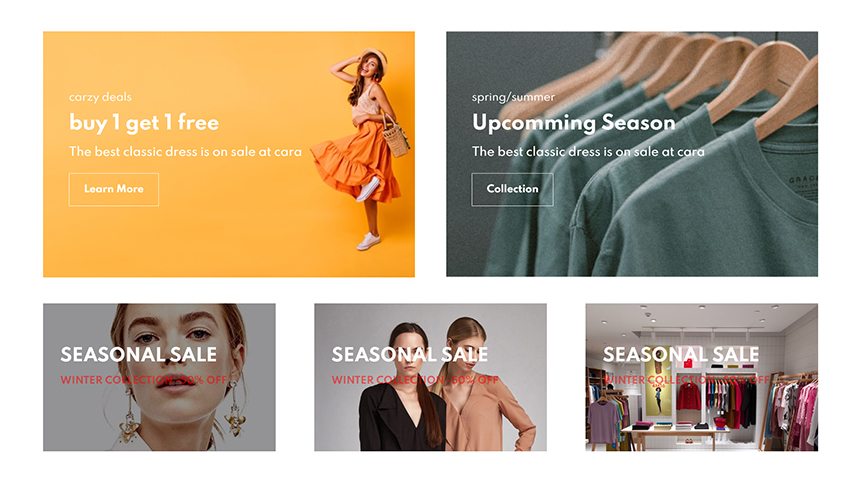 carzy deals
buy 1 get 1 free
The best classic dress is on sale at cara
Learn More
spring/summer
Upcomming Season
The best classic dress is on sale at cara
Collection
GRACE
SEASONAL SALE
WINTER COLLECTION -50% OFF
SEASONAL SALE
WINTER COLLECTION -50% OFF
SEASONAL SALE
WINTER COLLECTION -50% OFF